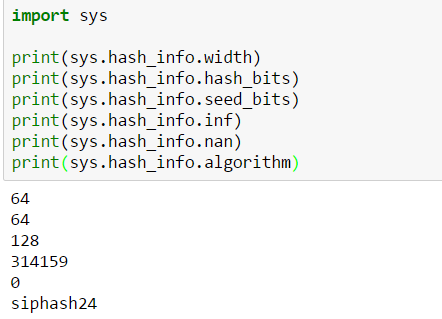 import sys
print(sys.hash_info.width)
print(sys.hash_info.hash_bits)
print(sys.hash_info.seed_bits)
print(sys.hash_info.inf)
print(sys.hash_info.nan)
print(sys.hash_info.algorithm)
64
64
128
314159
0
siphash24